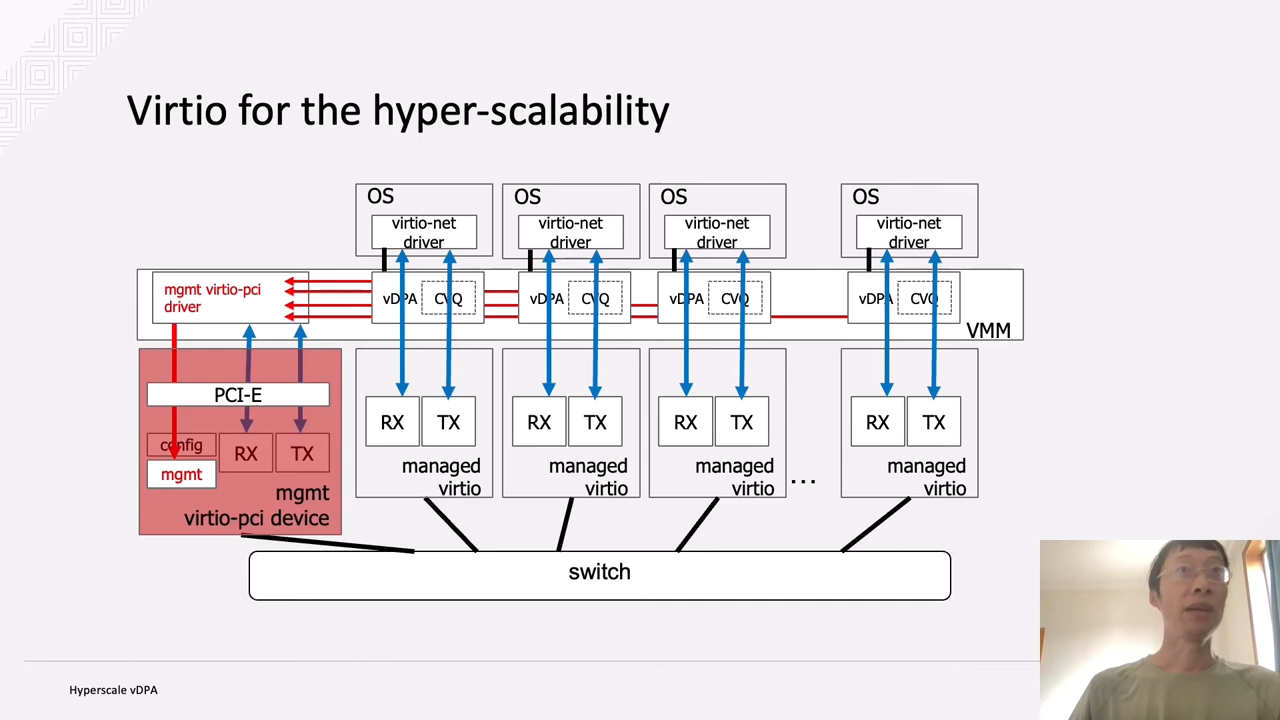 Virtio for the hyper-scalability
OS
OS
OS
OS
virtio-net
driver
virtio-net
driver
virtio-net
driver
virtio-net
driver
mgmt virtio-pci
driver
vDPA
CVQ
vDPA
CVQ
vDPA
CVQ
vDPA
CVQ
VMM
PCI-E
config
mgmt
RX
TX
mgmt
virtio-pci device
RX
TX
managed
virtio
RX
TX
managed
virtio
RX
TX
managed
virtio
...
RX
TX
managed
virtio
switch
Hyperscale vDPA